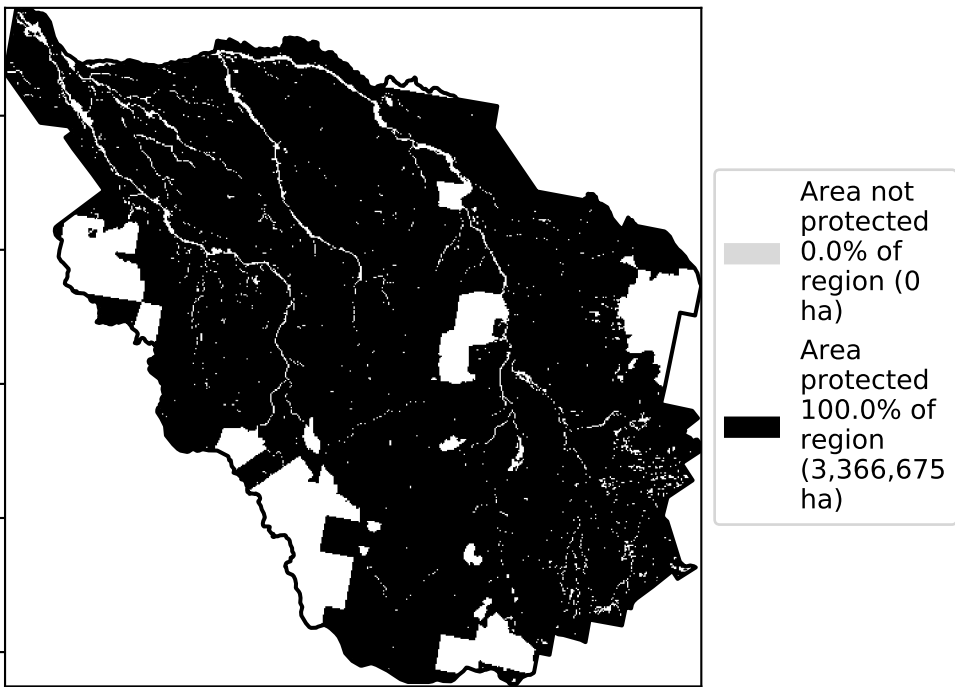 Area not
protected
0.0% of
region (0
ha)
Area
protected
100.0% of
region
(3,366,675
ha)